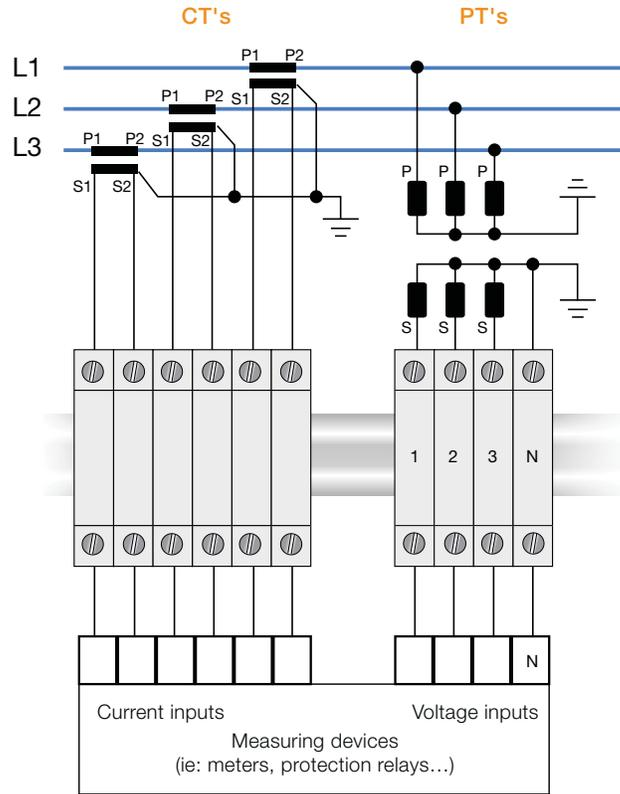 CT's PT's
L1
L2
L3
P1 P2
S1 S2
P1 P2
S1 S2
P1 P2
S1 S2
P P P
S S S
1 2 3 N
N
Current inputs Voltage inputs
Measuring devices
(ie: meters, protection relays…)